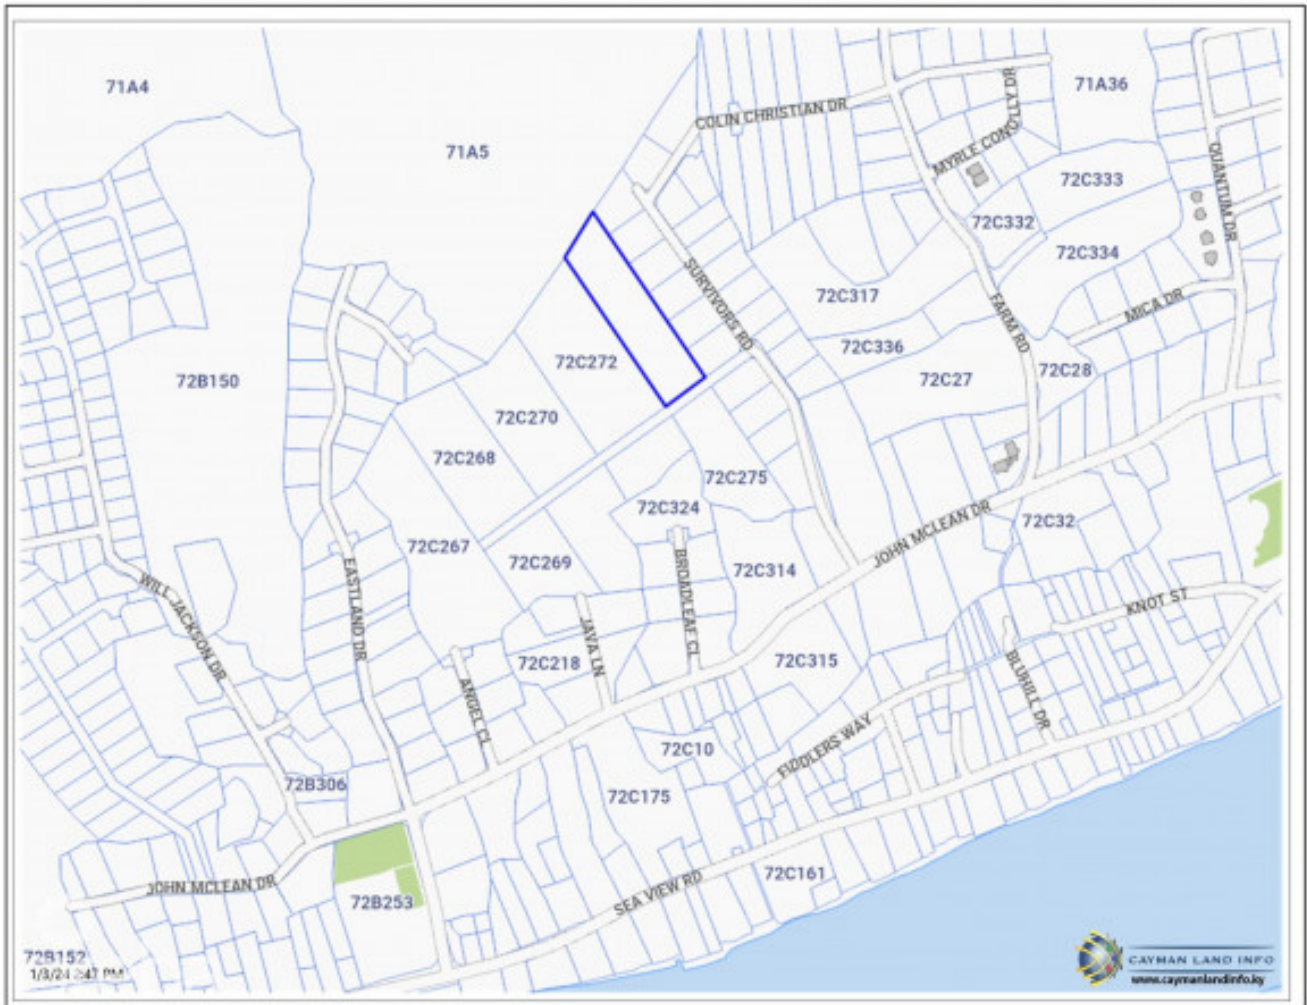 71A4
71A36
COLIN CHRISTIAN DR
71A5
MYRLE CONOLLY DR
72C333
QUANTUM DR
72C332
72C334
SURVIVORS RD
72C317
FARM RD
MICA DR
72C336
72C272
72C28
72B150
72C27
72C270
72C268
72C275
72C324
JOHN MCLEAN DR
72C32
72C267
72C269
BROADLEAF CL
72C314
WILL JACKSON DR
EASTLAND DR
KNOT ST
JAVA LN
72C218
72C315
BLUHILL DR
ANGEL CL
FIDDLERS WAY
72C10
72B306
72C175
72C161
JOHN MCLEAN DR
SEA VIEW RD
72B253
72B152
CAYMAN LAND INFO
www.caymanlandinfo.ky